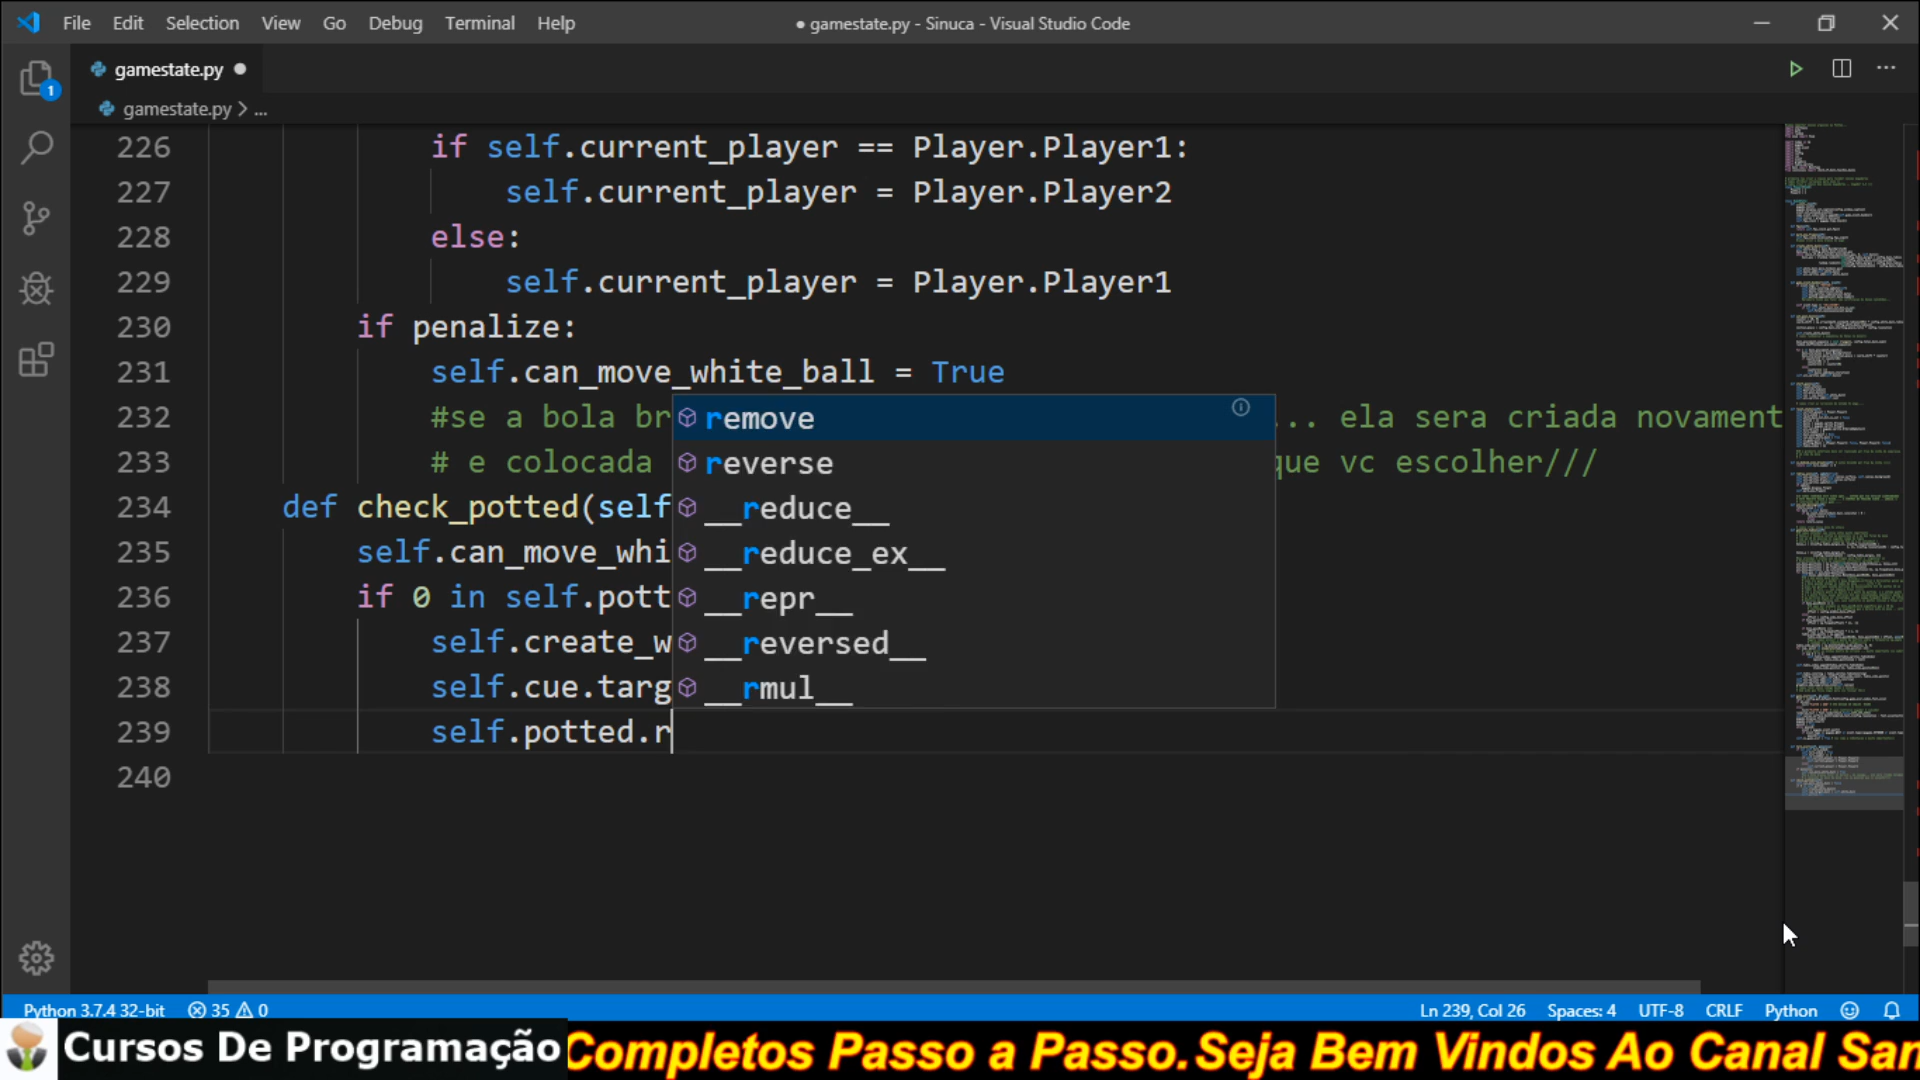 File Edit Selection View Go Debug Terminal Help
● gamestate.py - Sinuca - Visual Studio Code
gamestate.py ●
gamestate.py > ...
1
226 if self.current_player == Player.Player1:
227 self.current_player = Player.Player2
228 else:
229 self.current_player = Player.Player1
230 if penalize:
231 self.can_move_white_ball = True
232 #se a bola br ... ela sera criada novament
233 # e colocada que vc escolher///
234 def check_potted(self
235 self.can_move_whi
236 if 0 in self.pott
237 self.create_w
238 self.cue.targ
239 self.potted.r
240
remove
reverse
__reduce__
__reduce_ex__
__repr__
__reversed__
__rmul__
Python 3.7.4 32-bit 35 0 Ln 239, Col 26 Spaces: 4 UTF-8 CRLF Python
Cursos De Programação Completos Passo a Passo.Seja Bem Vindos Ao Canal San